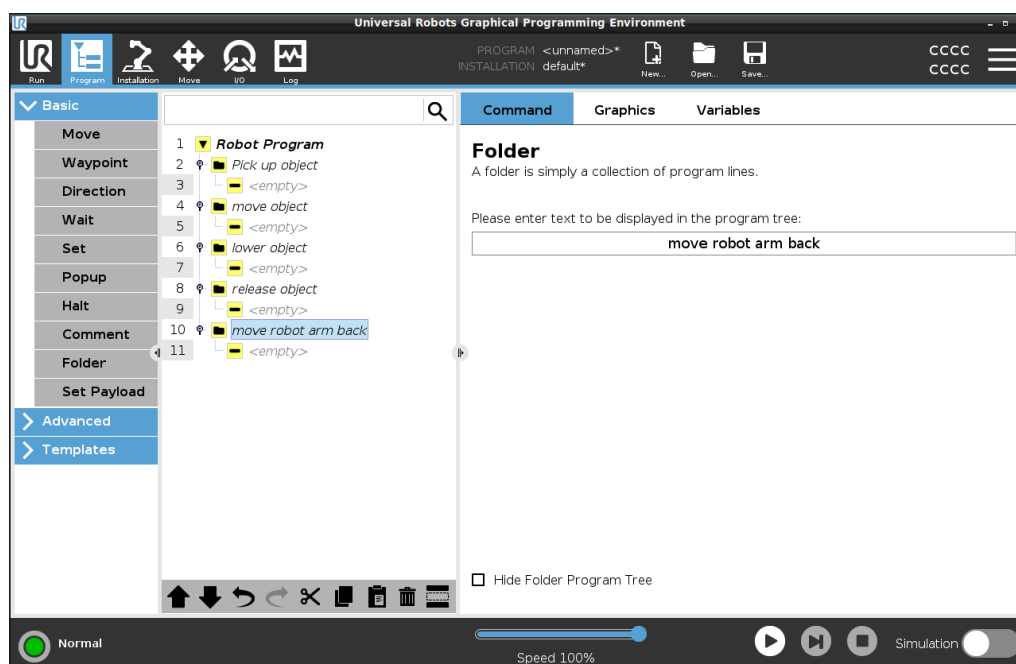 Universal Robots Graphical Programming Environment
UR
Run
Program
Installation
Move
I/O
Log
PROGRAM <unnamed>*
INSTALLATION default*
New...
Open...
Save...
CCCC
CCCC
Basic
Move
Waypoint
Direction
Wait
Set
Popup
Halt
Comment
Folder
Set Payload
Advanced
Templates
1 Robot Program
2 Pick up object
3 <empty>
4 move object
5 <empty>
6 lower object
7 <empty>
8 release object
9 <empty>
10 move robot arm back
11 <empty>
Command Graphics Variables
Folder
A folder is simply a collection of program lines.
Please enter text to be displayed in the program tree:
move robot arm back
Hide Folder Program Tree
Normal
Speed 100%
Simulation